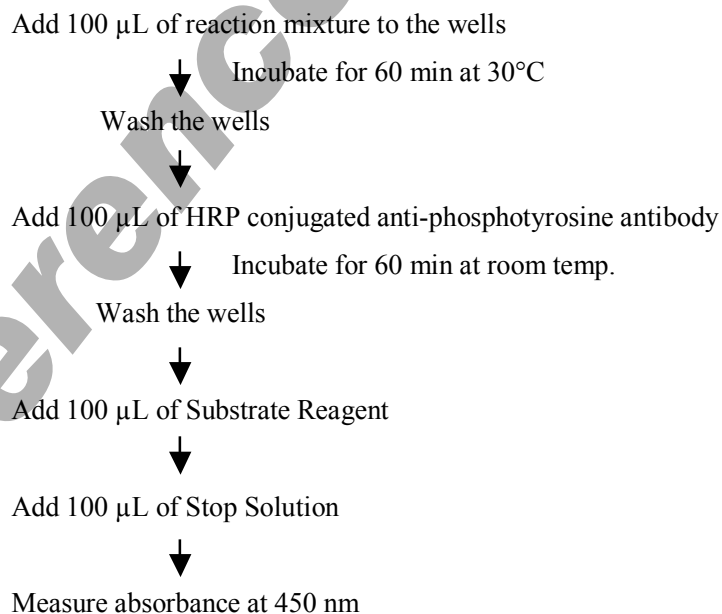 Add 100 µL of reaction mixture to the wells
Incubate for 60 min at 30°C
Wash the wells
Add 100 µL of HRP conjugated anti-phosphotyrosine antibody
Incubate for 60 min at room temp.
Wash the wells
Add 100 µL of Substrate Reagent
Add 100 µL of Stop Solution
Measure absorbance at 450 nm